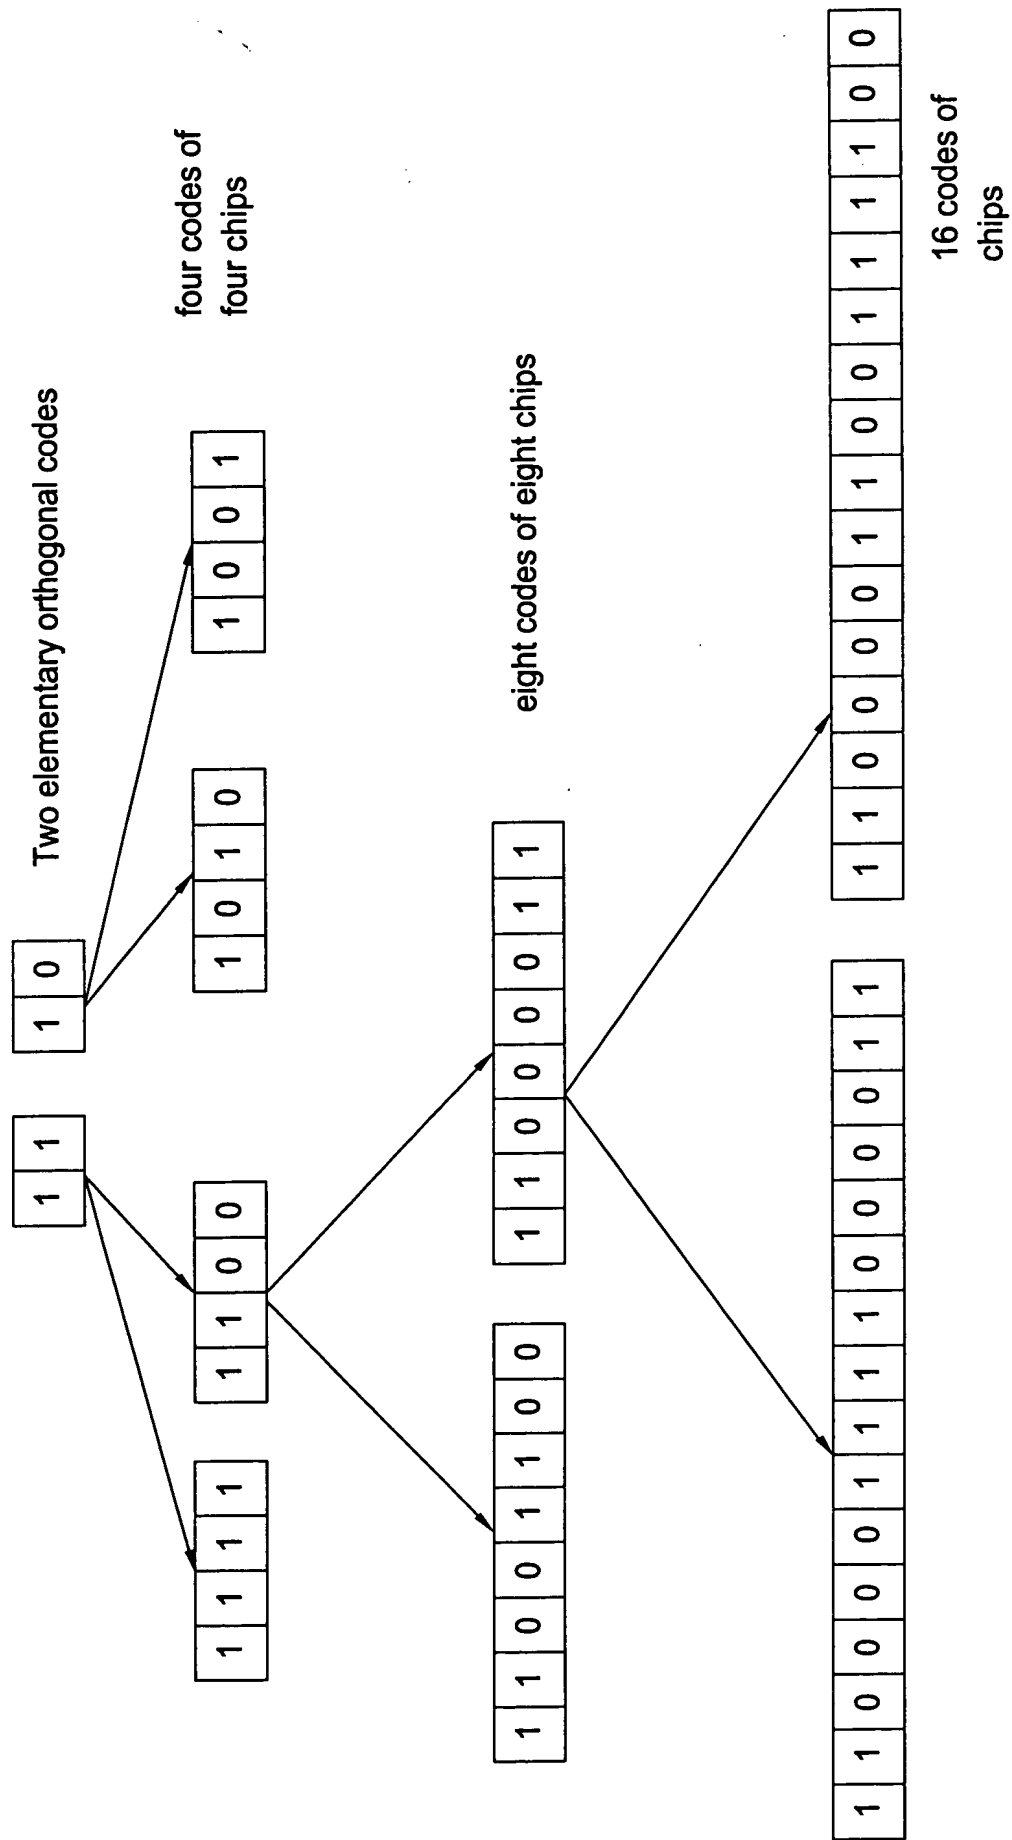 1 1
1 0
Two elementary orthogonal codes
1 1 1 1
1 1 0 0
1 0 1 0
1 0 0 1
four codes of
four chips
1 1 0 0 1 1 0 0
1 1 0 0 0 0 1 1
eight codes of eight chips
1 1 0 0 0 0 1 1 1 1 0 0 0 0 1 1
1 1 0 0 0 0 1 1 0 0 1 1 1 1 0 0
16 codes of
chips